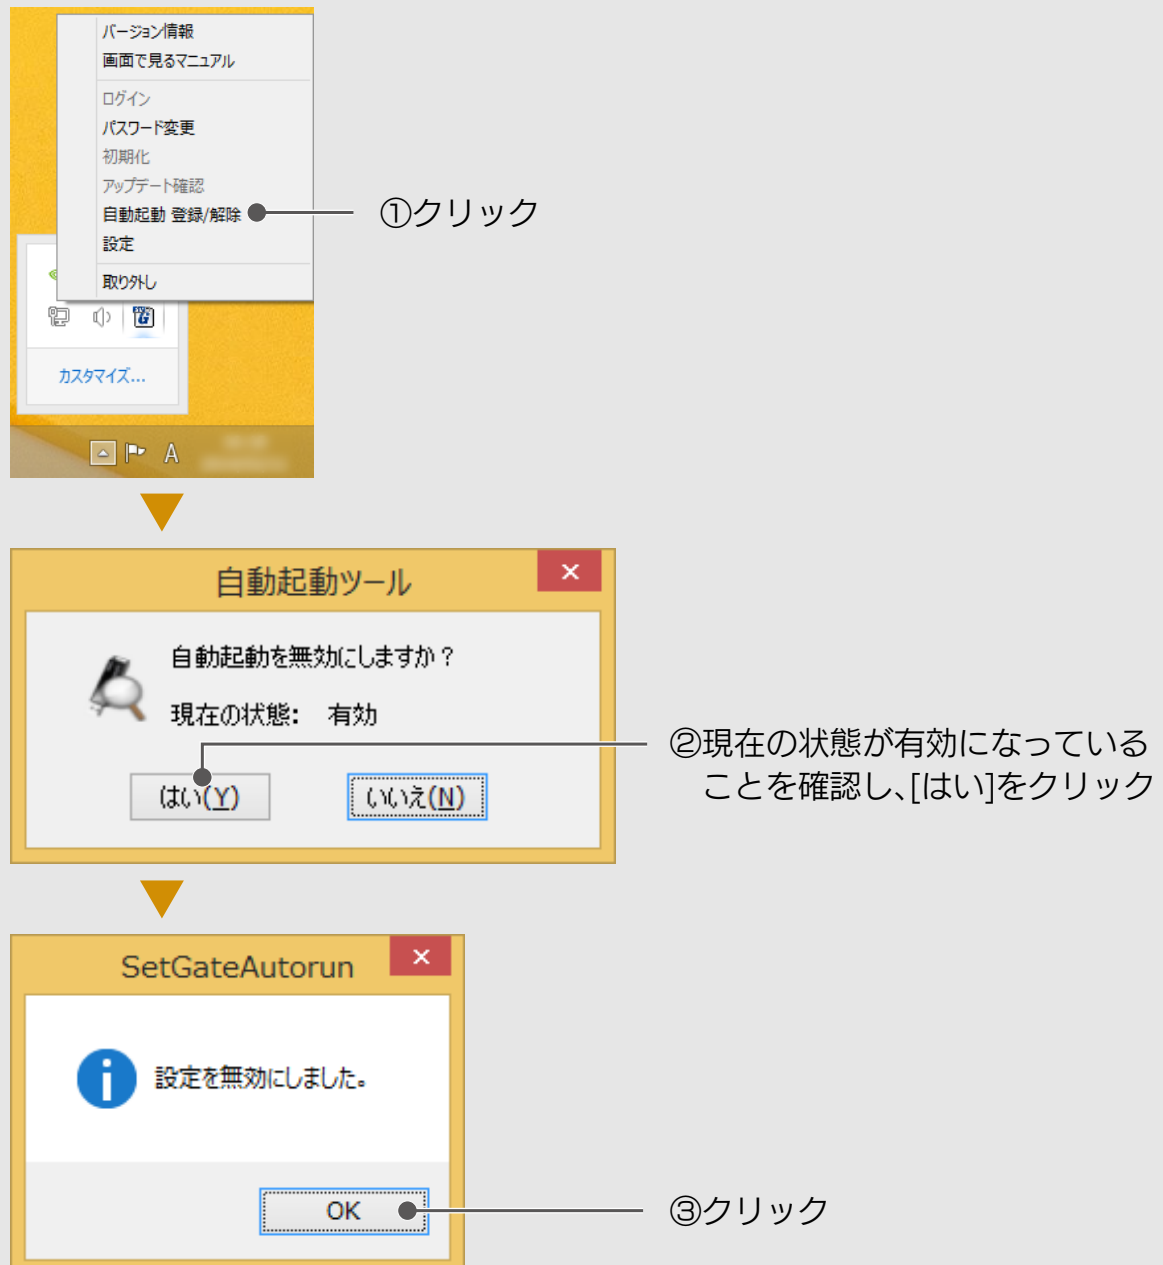 バージョン情報
画面で見るマニュアル
ログイン
パスワード変更
初期化
アップデート確認
自動起動 登録/解除
①クリック
設定
取り外し
カスタマイズ...
A
自動起動ツール
自動起動を無効にしますか？
現在の状態： 有効
はい(Y)
いいえ(N)
②現在の状態が有効になっている
ことを確認し、[はい]をクリック
SetGateAutorun
設定を無効にしました。
OK
③クリック